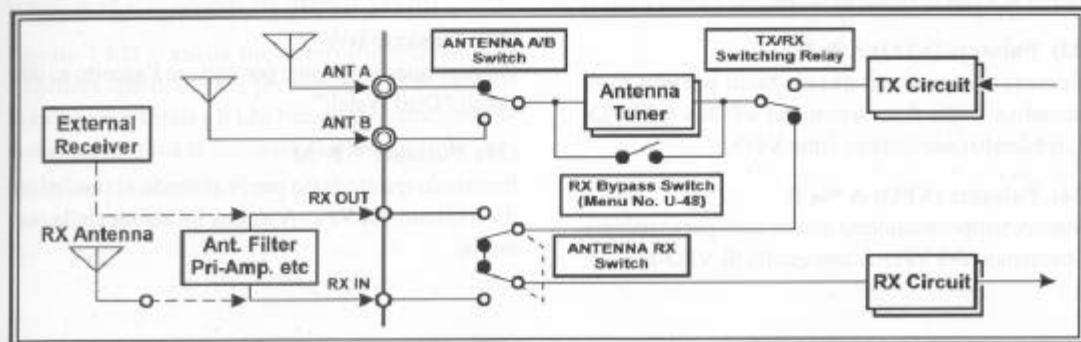 ANTENNA A/B
Switch
TX/RX
Switching Relay
ANT A
ANT B
External
Receiver
Antenna
Tuner
TX Circuit
RX Bypass Switch
(Menu No. U-48)
RX OUT
RX Antenna
Ant. Filter
Pri-Amp. etc
ANTENNA RX
Switch
RX IN
RX Circuit